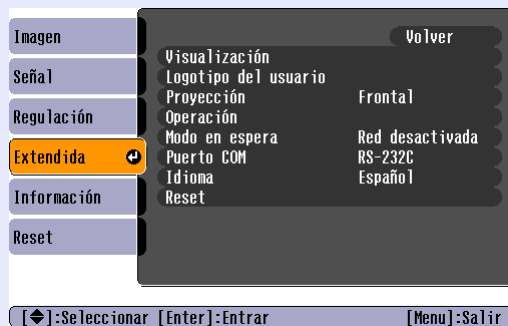 Imagen
Señal
Regulación
Extendida
Información
Reset
Volver
Visualización
Logotipo del usuario
Proyección Frontal
Operación
Modo en espera Red desactivada
Puerto COM RS-232C
Idioma Español
Reset
[◆]:Seleccionar [Enter]:Entrar [Menu]:Salir